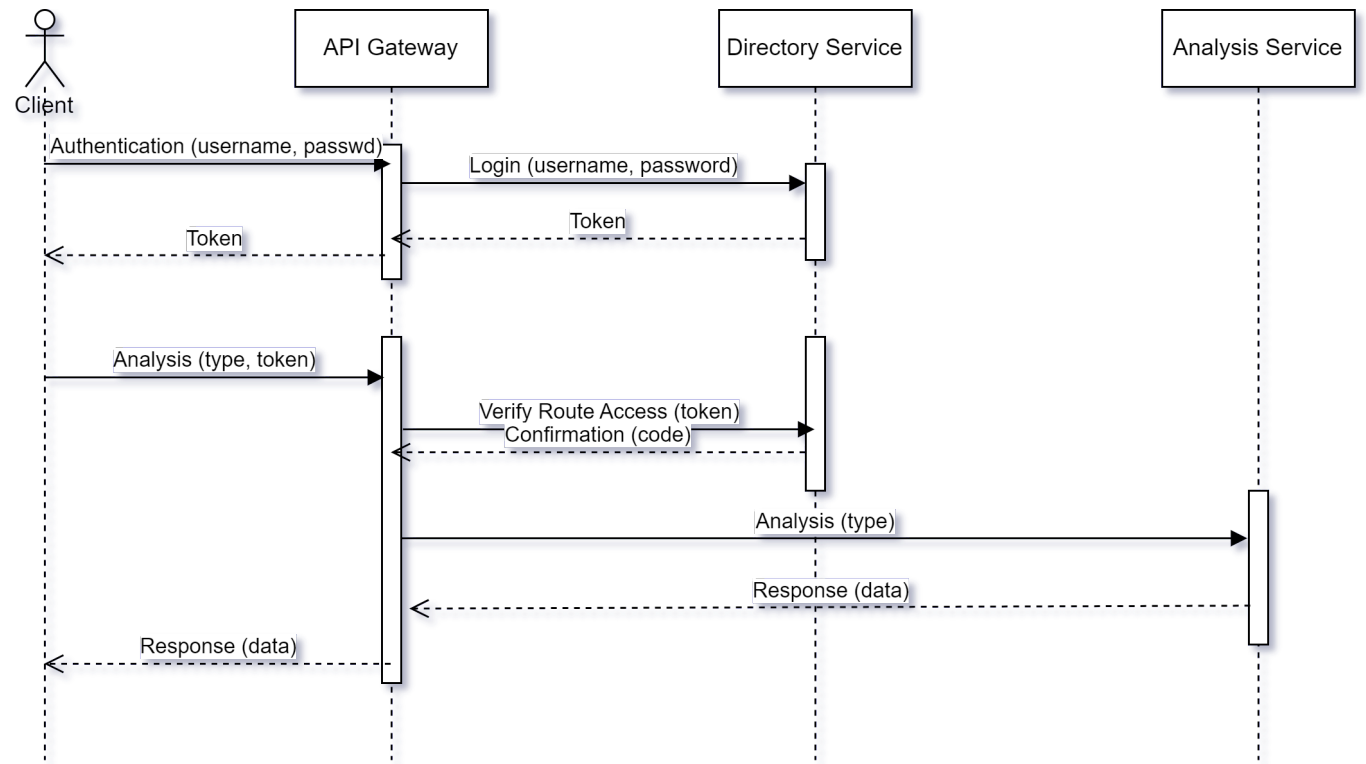 API Gateway
Directory Service
Analysis Service
Client
Authentication (username, passwd)
Login (username, password)
Token
Token
Analysis (type, token)
Verify Route Access (token)
Confirmation (code)
Analysis (type)
Response (data)
Response (data)